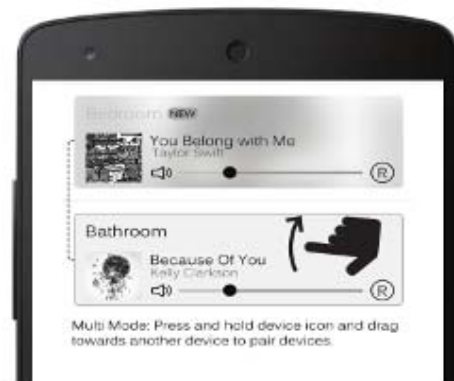 Bedroom NEW
You Belong with Me
Taylor Swift
R
Bathroom
Because Of You
Kelly Clarkson
R
Multi Mode: Press and hold device icon and drag
towards another device to pair devices.